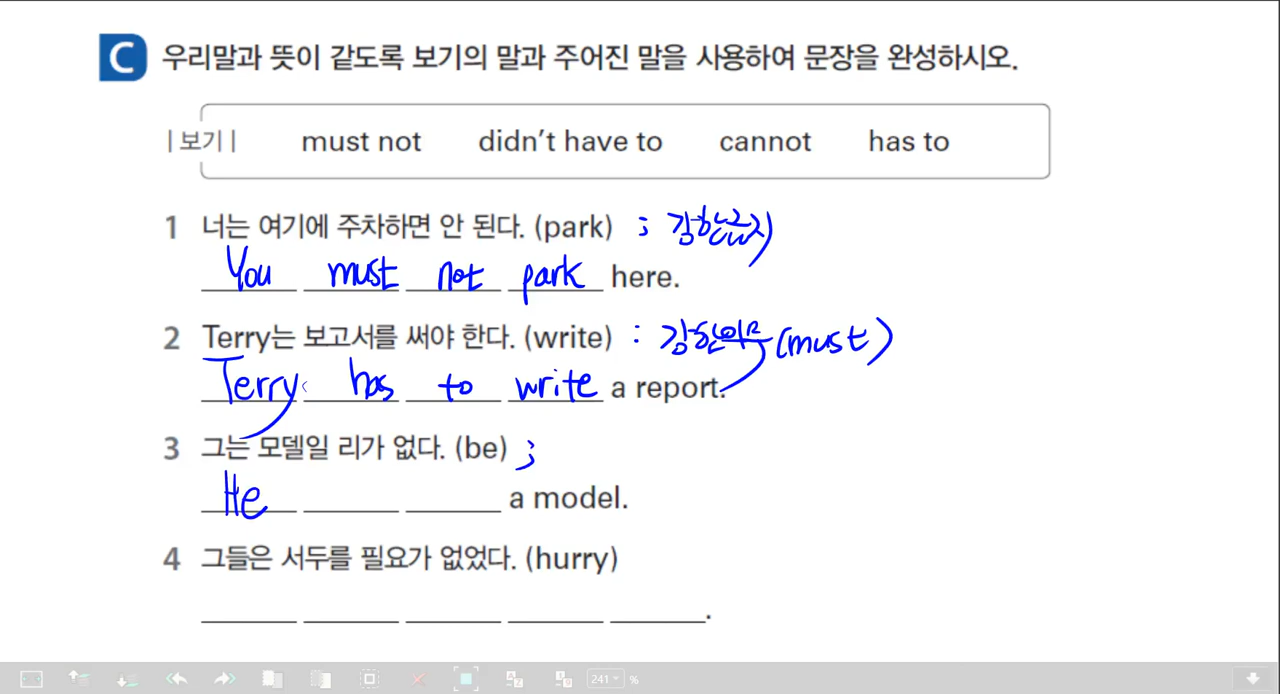 C 우리말과 뜻이 같도록 보기의 말과 주어진 말을 사용하여 문장을 완성하시오.
|보기| must not didn't have to cannot has to
1 너는 여기에 주차하면 안 된다. (park) ; 강한금지
You must not park here.
2 Terry는 보고서를 써야 한다. (write) : 강한의무 (must)
Terry has to write a report.
3 그는 모델일 리가 없다. (be) ;
He a model.
4 그들은 서두를 필요가 없었다. (hurry)
.
241 %